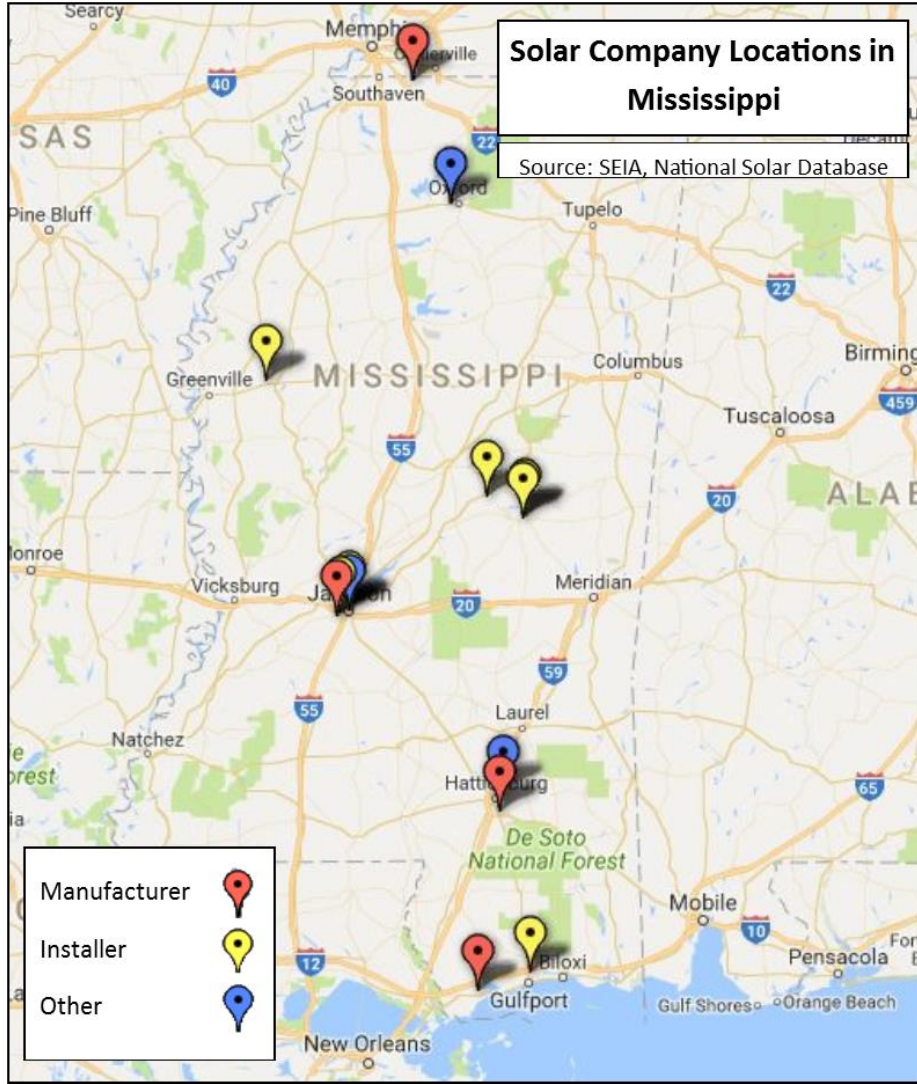 Searcy
Memphi
Solar Company Locations in
Mississippi
Source: SEIA, National Solar Database
40
Southaven
22
SAS
Pine Bluff
Oxford
Tupelo
22
Greenville
MISSISSIPPI
Columbus
Birming
459
Tuscaloosa
55
20
ALAB
Monroe
Vicksburg
Meridian
20
59
55
Laurel
Natchez
Forest
65
De Soto
National Forest
Manufacturer
Installer
Other
Mobile
10
12
Biloxi
Gulfport
Pensacola
Gulf Shores
Orange Beach
New Orleans